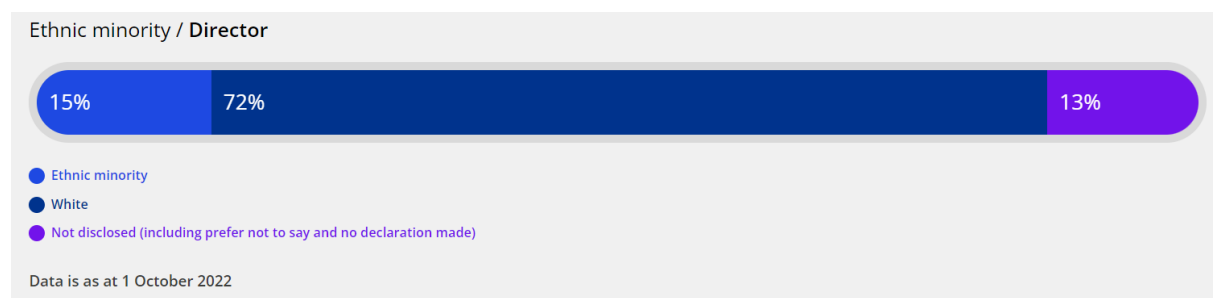 Ethnic minority / Director
15% 72% 13%
Ethnic minority
White
Not disclosed (including prefer not to say and no declaration made)
Data is as at 1 October 2022